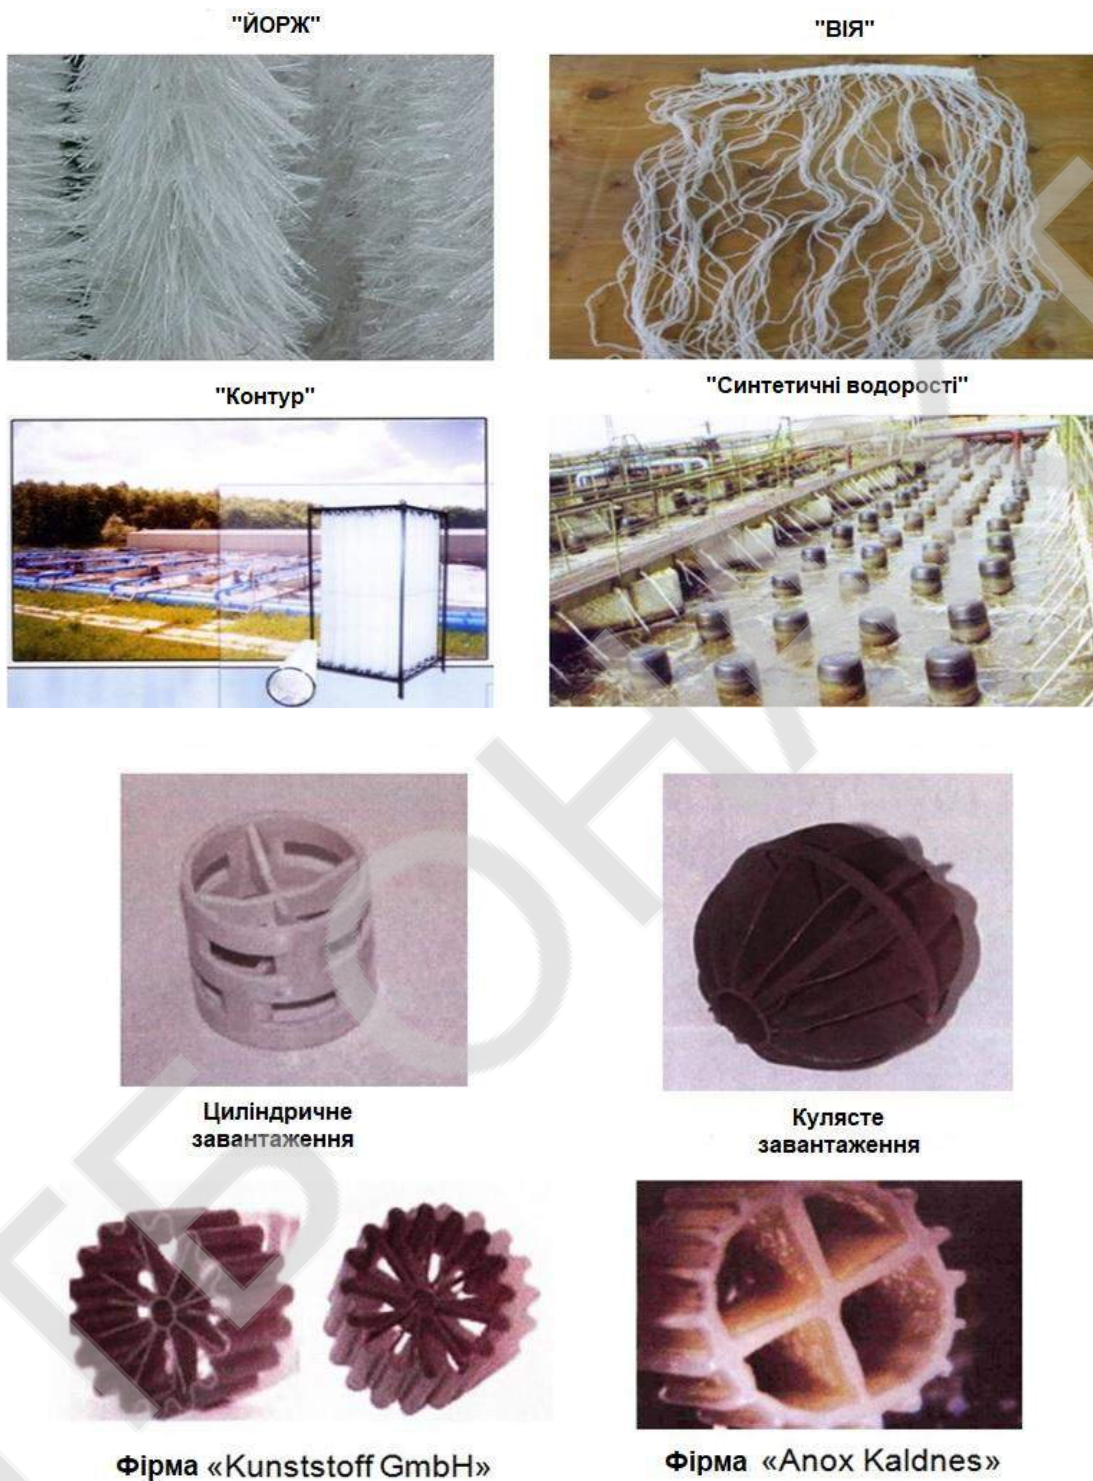 "ЙОРЖ"
"ВІЯ"
"Контур"
"Синтетичні водорості"
Циліндричне
завантаження
Кулясте
завантаження
Фірма «Kunststoff GmbH»
Фірма «Anox Kaldnes»